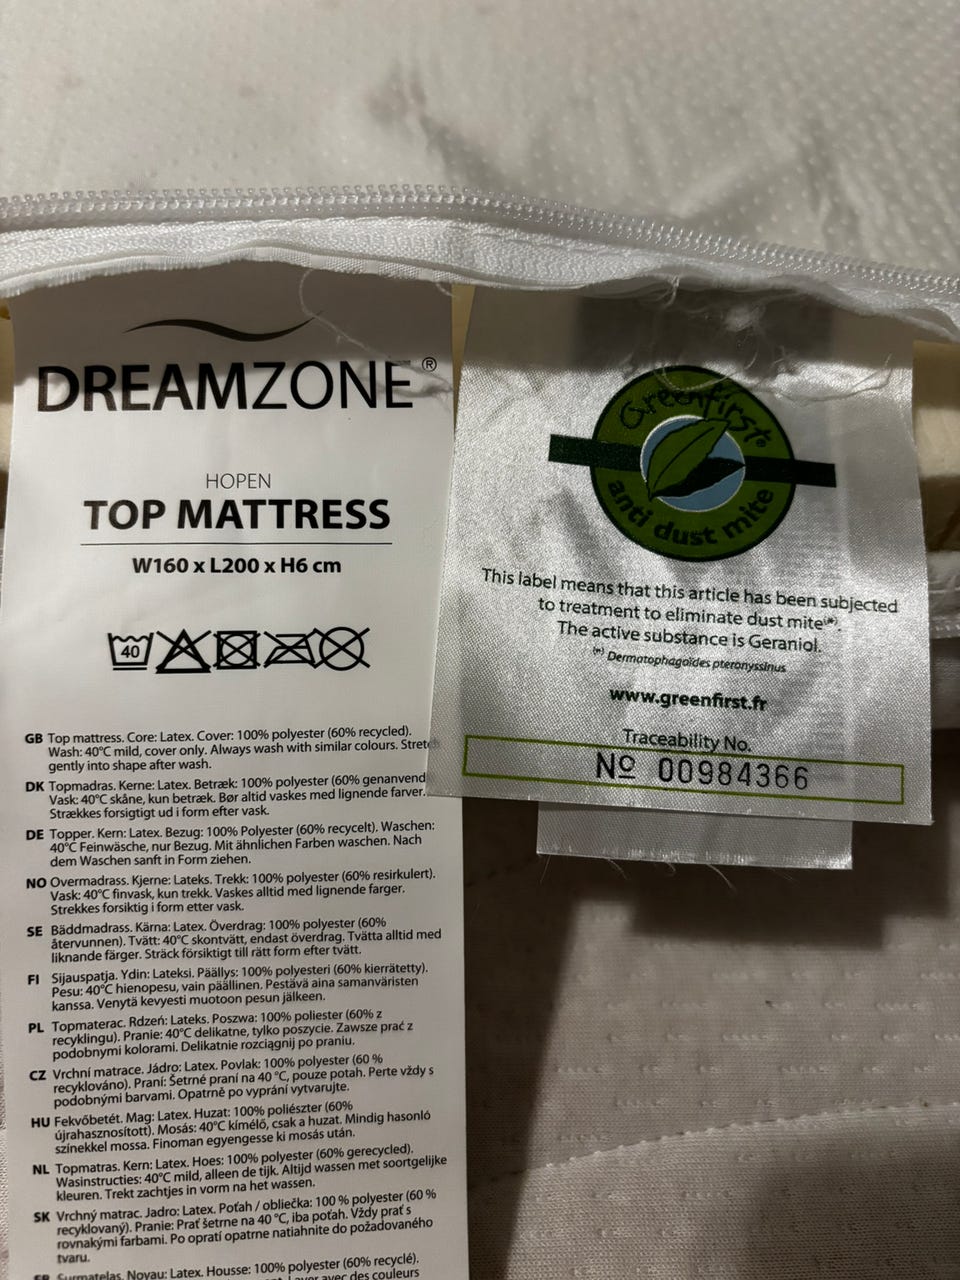 DREAMZONE®
HOPEN
TOP MATTRESS
W160 x L200 x H6 cm
40
GB Top mattress. Core: Latex. Cover: 100% polyester (60% recycled).
Wash: 40°C mild, cover only. Always wash with similar colours. Stretch
gently into shape after wash.
DK Topmadras. Kerne: Latex. Betræk: 100% polyester (60% genanvend
Vask: 40°C skåne, kun betræk. Bør altid vaskes med lignende farver.
Strækkes forsigtigt ud i form efter vask.
DE Topper. Kern: Latex. Bezug: 100% Polyester (60% recycelt). Waschen:
40°C Feinwäsche, nur Bezug. Mit ähnlichen Farben waschen. Nach
dem Waschen sanft in Form ziehen.
NO Overmadrass. Kjerne: Lateks. Trekk: 100% polyester (60% resirkulert).
Vask: 40°C finvask, kun trekk. Vaskes alltid med lignende farger.
Strekkes forsiktig i form etter vask.
SE Bäddmadrass. Kärna: Latex. Överdrag: 100% polyester (60%
återvunnen). Tvätt: 40°C skontvätt, endast överdrag. Tvätta alltid med
liknande färger. Sträck försiktigt till rätt form efter tvätt.
FI Sijauspatja. Ydin: Lateksi. Päällys: 100% polyesteri (60% kierrätetty).
Pesu: 40°C hienopesu, vain päällinen. Pestävä aina samanväristen
kanssa. Venytä kevyesti muotoon pesun jälkeen.
PL Topmaterac. Rdzeń: Lateks. Poszwa: 100% poliester (60% z
recyklingu). Pranie: 40°C delikatne, tylko poszycie. Zawsze prać z
podobnymi kolorami. Delikatnie rozciągnij po praniu.
CZ Vrchní matrace. Jádro: Latex. Povlak: 100% polyester (60 %
recyklováno). Praní: Šetrné praní na 40 °C, pouze potah. Perte vždy s
podobnými barvami. Opatrně po vyprání vytvarujte.
HU Fekvőbetét. Mag: Latex. Huzat: 100% poliészter (60%
újrahasznosított). Mosás: 40°C kímélő, csak a huzat. Mindig hasonló
színekkel mossa. Finoman egyengesse ki mosás után.
NL Topmatras. Kern: Latex. Hoes: 100% polyester (60% gerecycled).
Wasinstructies: 40°C mild, alleen de tijk. Altijd wassen met soortgelijke
kleuren. Trekt zachtjes in vorm na het wassen.
SK Vrchný matrac. Jadro: Latex. Poťah / obliečka: 100 % polyester (60 %
recyklovaný). Pranie: Prať šetrne na 40 °C, iba poťah. Vždy prať s
rovnakými farbami. Po opratí opatrne natiahnite do požadovaného
tvaru.
FR Surmatelas. Noyau: Latex. Housse: 100% polyester (60% recyclé).
Laver avec des couleurs
Greenfirst®
anti dust mite
This label means that this article has been subjected
to treatment to eliminate dust mite(*).
The active substance is Geraniol.
(*) Dermatophagoïdes pteronyssinus
www.greenfirst.fr
Traceability No.
Nº 00984366